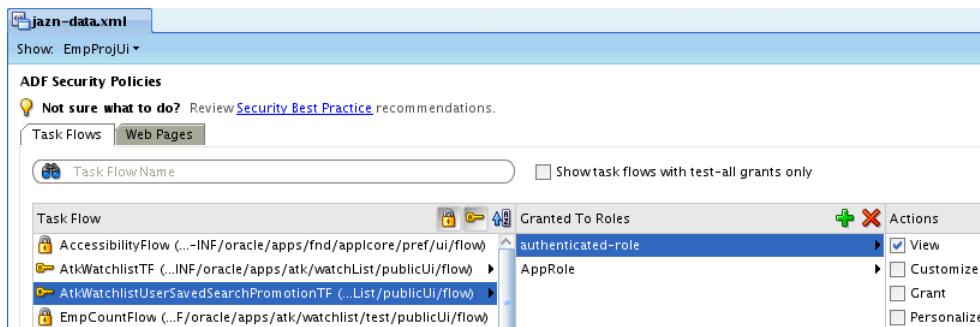 jazn-data.xml
Show: EmpProjUi
ADF Security Policies
Not sure what to do? Review Security Best Practice recommendations.
Task Flows Web Pages
Task Flow Name Show task flows with test-all grants only
Task Flow Granted To Roles Actions
AccessibilityFlow (...-INF/oracle/apps/fnd/applcore/pref/ui/flow) authenticated-role View
AtkWatchlistTF (...INF/oracle/apps/atk/watchList/publicUi/flow) AppRole Customize
AtkWatchlistUserSavedSearchPromotionTF (...List/publicUi/flow) Grant
EmpCountFlow (...F/oracle/apps/atk/watchlist/test/publicUi/flow) Personalize